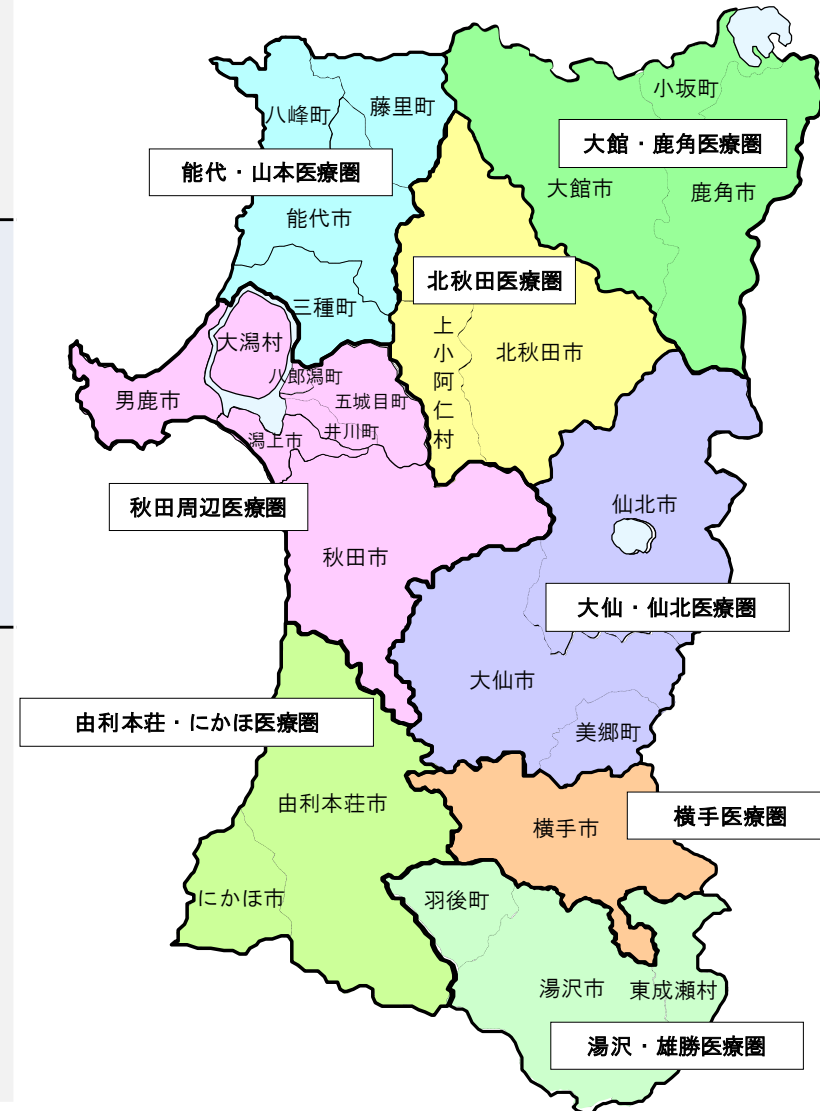 小坂町
八峰町
藤里町
大館・鹿角医療圏
能代・山本医療圏
大館市
鹿角市
能代市
北秋田医療圏
三種町
上小阿仁村
北秋田市
大潟村
八郎潟町
男鹿市
五城目町
井川町
潟上市
秋田周辺医療圏
仙北市
秋田市
大仙・仙北医療圏
大仙市
由利本荘・にかほ医療圏
美郷町
由利本荘市
横手医療圏
横手市
にかほ市
羽後町
湯沢市
東成瀬村
湯沢・雄勝医療圏